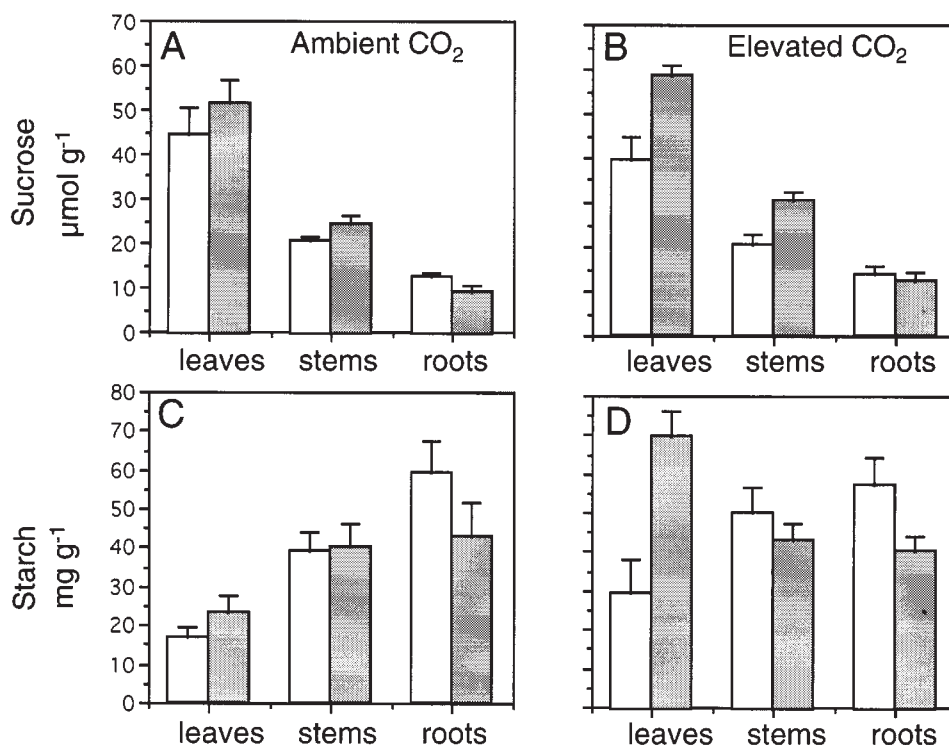 A
Ambient CO₂
B
Elevated CO₂
Sucrose
µmol g⁻¹
70
60
50
40
30
20
10
0
leaves stems roots
leaves stems roots
C
D
Starch
mg g⁻¹
80
70
60
50
40
30
20
10
0
leaves stems roots
leaves stems roots